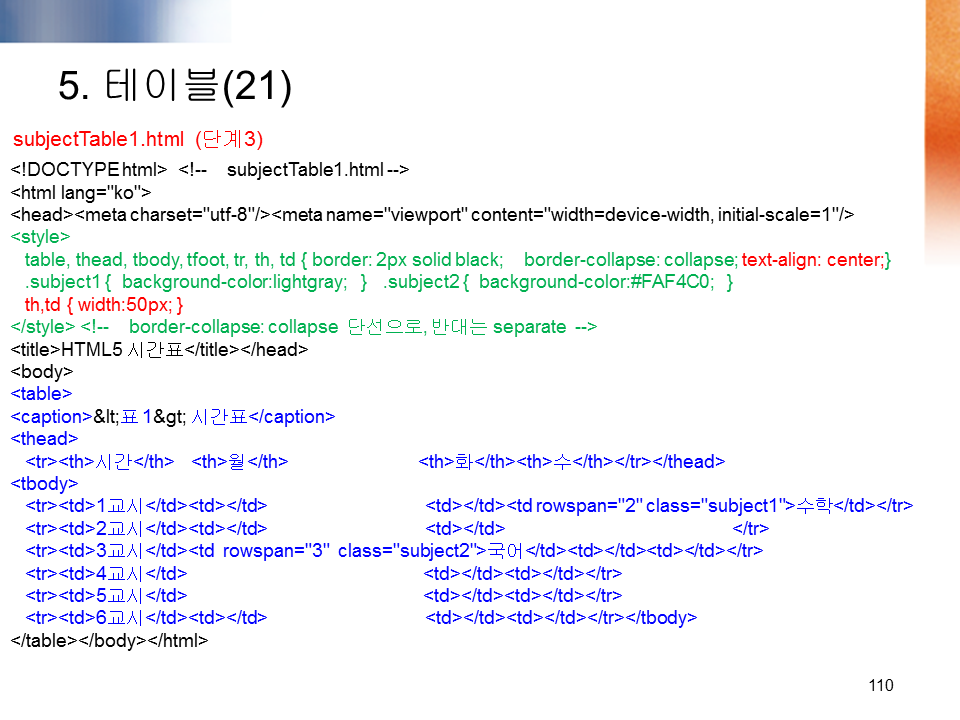 5. 테이블(21)
subjectTable1.html (단계3)
<!DOCTYPE html> <!-- subjectTable1.html -->
<html lang="ko">
<head><meta charset="utf-8"/><meta name="viewport" content="width=device-width, initial-scale=1"/>
<style>
table, thead, tbody, tfoot, tr, th, td { border: 2px solid black; border-collapse: collapse; text-align: center;}
.subject1 { background-color:lightgray; } .subject2 { background-color:#FAF4C0; }
th,td { width:50px; }
</style> <!-- border-collapse: collapse 단선으로, 반대는 separate -->
<title>HTML5 시간표</title></head>
<body>
<table>
<caption>&lt;표 1&gt; 시간표</caption>
<thead>
<tr><th>시간</th> <th>월</th> <th>화</th><th>수</th></tr></thead>
<tbody>
<tr><td>1교시</td><td></td> <td></td><td rowspan="2" class="subject1">수학</td></tr>
<tr><td>2교시</td><td></td> <td></td> </tr>
<tr><td>3교시</td><td rowspan="3" class="subject2">국어</td><td></td><td></td></tr>
<tr><td>4교시</td> <td></td><td></td></tr>
<tr><td>5교시</td> <td></td><td></td></tr>
<tr><td>6교시</td><td></td> <td></td><td></td></tr></tbody>
</table></body></html>
110